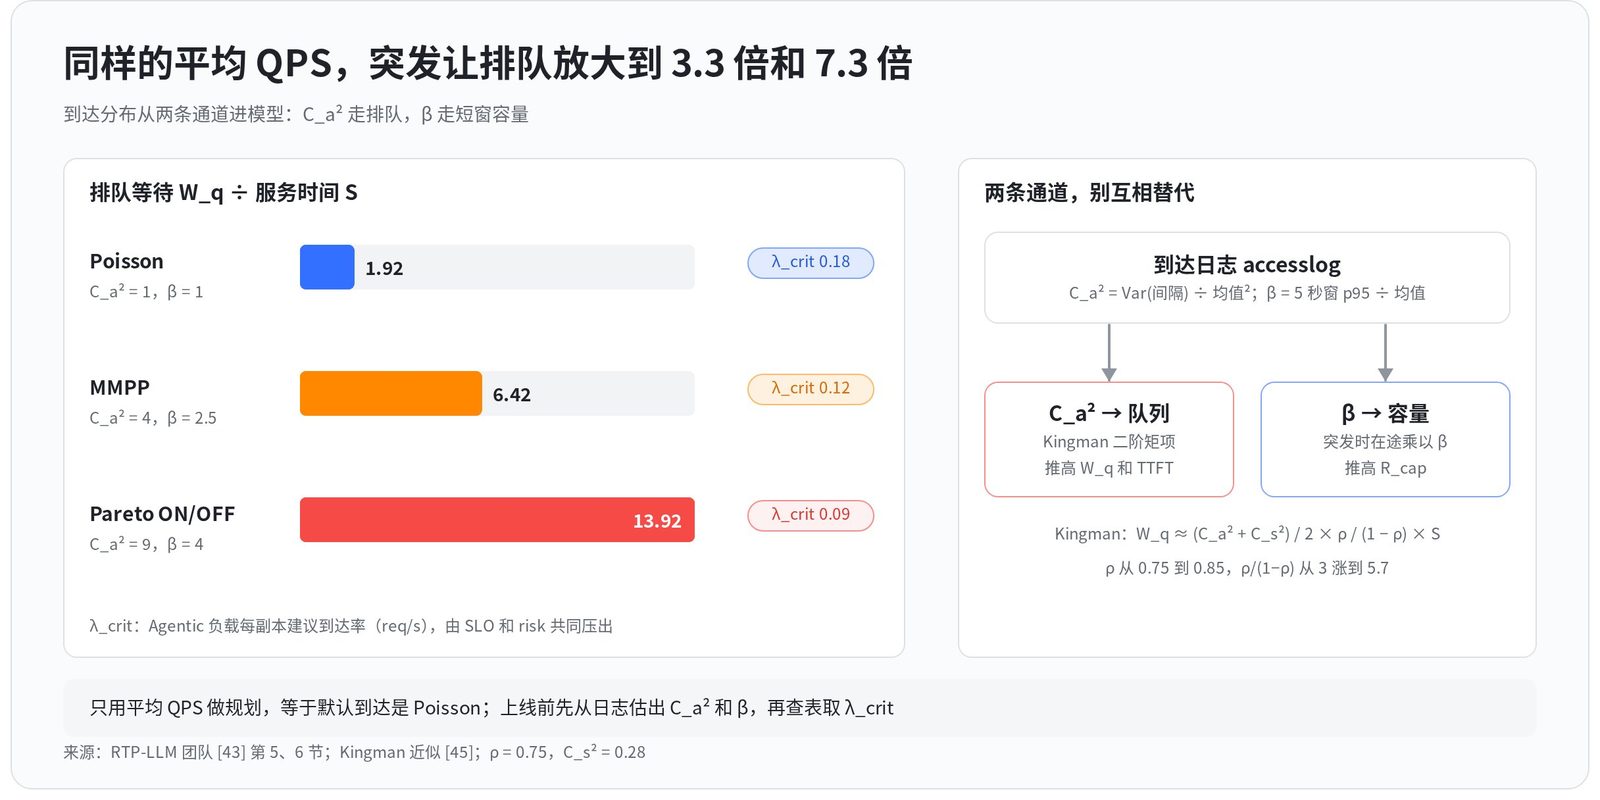 同样的平均 QPS，突发让排队放大到 3.3 倍和 7.3 倍
到达分布从两条通道进模型：C_a² 走排队，β 走短窗容量
排队等待 W_q ÷ 服务时间 S
Poisson
C_a² = 1，β = 1
1.92
λ_crit 0.18
MMPP
C_a² = 4，β = 2.5
6.42
λ_crit 0.12
Pareto ON/OFF
C_a² = 9，β = 4
13.92
λ_crit 0.09
λ_crit：Agentic 负载每副本建议到达率（req/s），由 SLO 和 risk 共同压出
两条通道，别互相替代
到达日志 accesslog
C_a² = Var(间隔) ÷ 均值²；β = 5 秒窗 p95 ÷ 均值
C_a² → 队列
Kingman 二阶矩项
推高 W_q 和 TTFT
β → 容量
突发时在途乘以 β
推高 R_cap
Kingman：W_q ≈ (C_a² + C_s²) / 2 × ρ / (1 − ρ) × S
ρ 从 0.75 到 0.85，ρ/(1−ρ) 从 3 涨到 5.7
只用平均 QPS 做规划，等于默认到达是 Poisson；上线前先从日志估出 C_a² 和 β，再查表取 λ_crit
来源：RTP-LLM 团队 [43] 第 5、6 节；Kingman 近似 [45]；ρ = 0.75，C_s² = 0.28